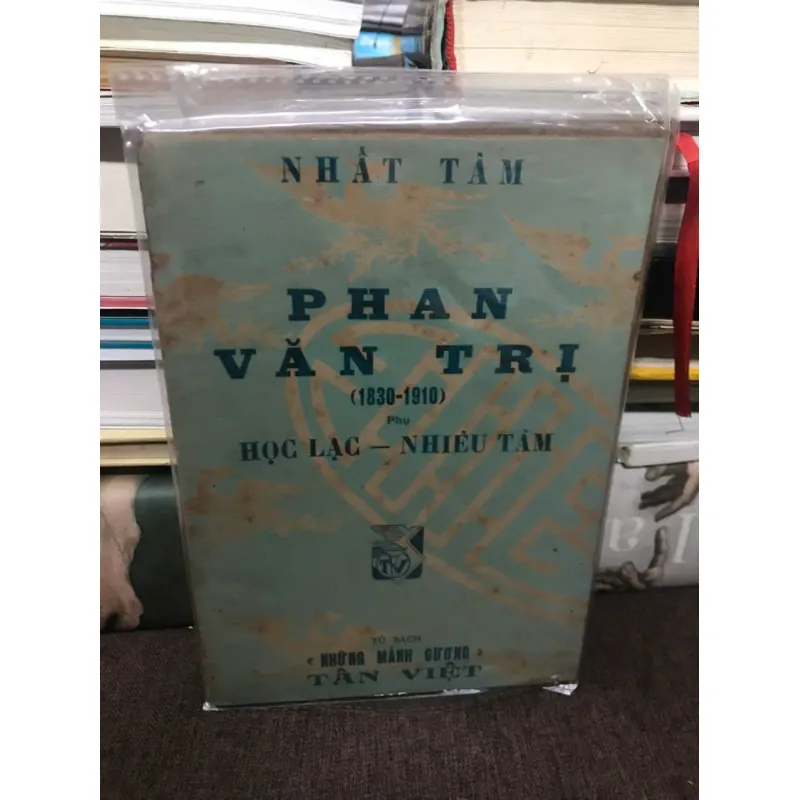 NHẤT TÂM
PHAN
VĂN TRỊ
(1830-1910)
Phụ
HỌC LẠC — NHIÊU TÂM
TV
TỦ SÁCH
« NHỮNG MẢNH GƯƠNG »
TÂN VIỆT